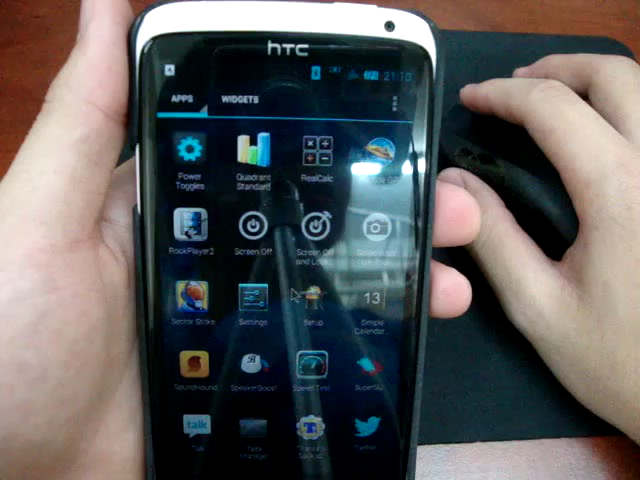 hTC
21:10
APPS WIDGETS
Power Toggles
Quadrant Standard
RealCalc
RockPlayer2
Screen Off
Screen Off and Lock
Sector Strike
Settings
Setup
13
Simple Calendar
SoundHound
SpeakerBoost
Speed Test
SuperSU
talk
Talk
Task Manager
Twitter